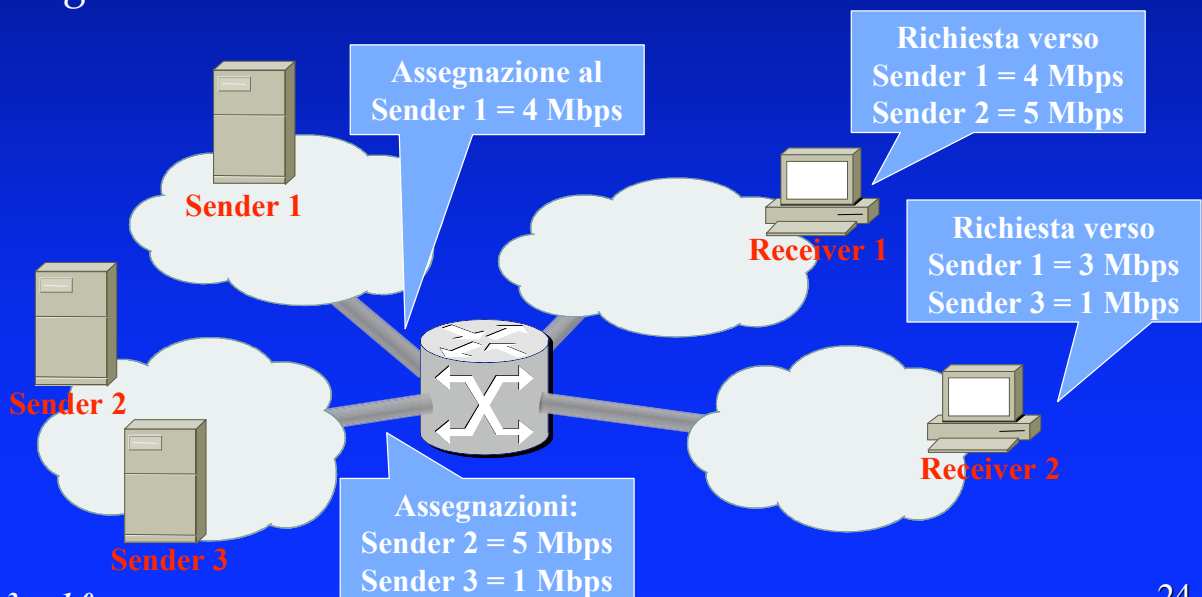 Assegnazione al
Sender 1 = 4 Mbps
Richiesta verso
Sender 1 = 4 Mbps
Sender 2 = 5 Mbps
Sender 1
Receiver 1
Richiesta verso
Sender 1 = 3 Mbps
Sender 3 = 1 Mbps
Sender 2
Sender 3
Receiver 2
Assegnazioni:
Sender 2 = 5 Mbps
Sender 3 = 1 Mbps
24